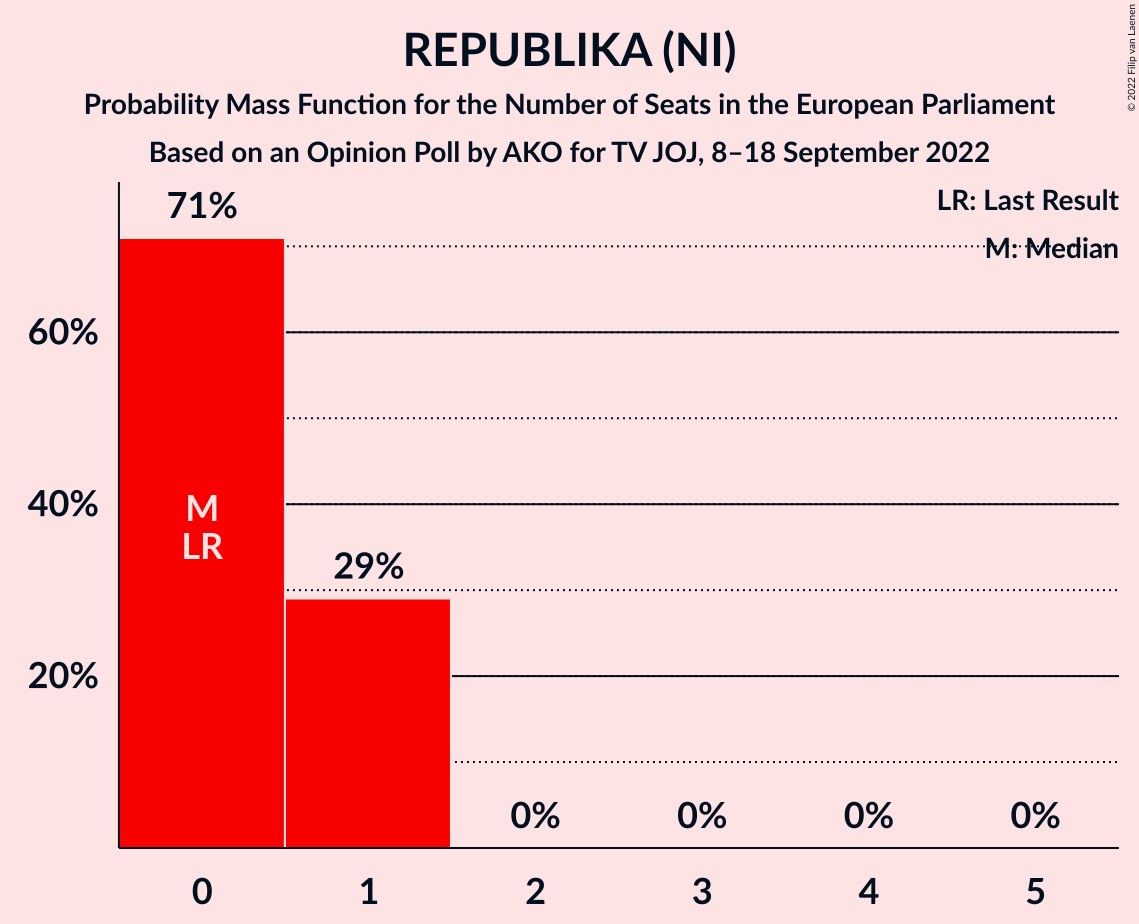 REPUBLIKA (NI)
Probability Mass Function for the Number of Seats in the European Parliament
Based on an Opinion Poll by AKO for TV JOJ, 8–18 September 2022
© 2022 Filip van Laenen
LR: Last Result
M: Median
71%
60%
40%
20%
M
LR
29%
0% 0% 0% 0%
0 1 2 3 4 5